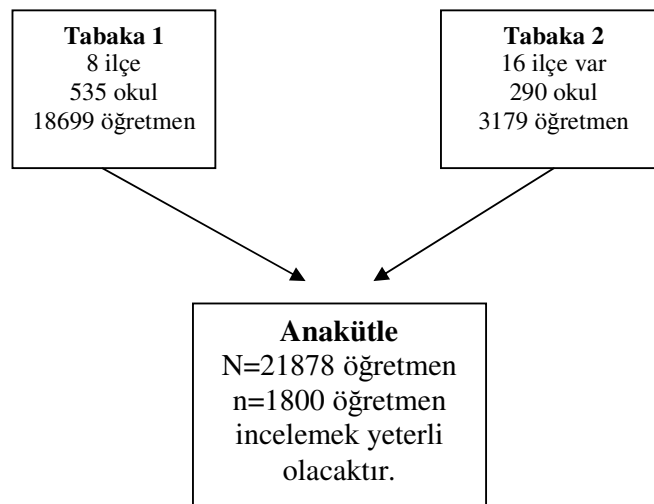 Tabaka 1
8 ilçe
535 okul
18699 öğretmen
Tabaka 2
16 ilçe var
290 okul
3179 öğretmen
Anakütle
N=21878 öğretmen
n=1800 öğretmen
incelemek yeterli
olacaktır.